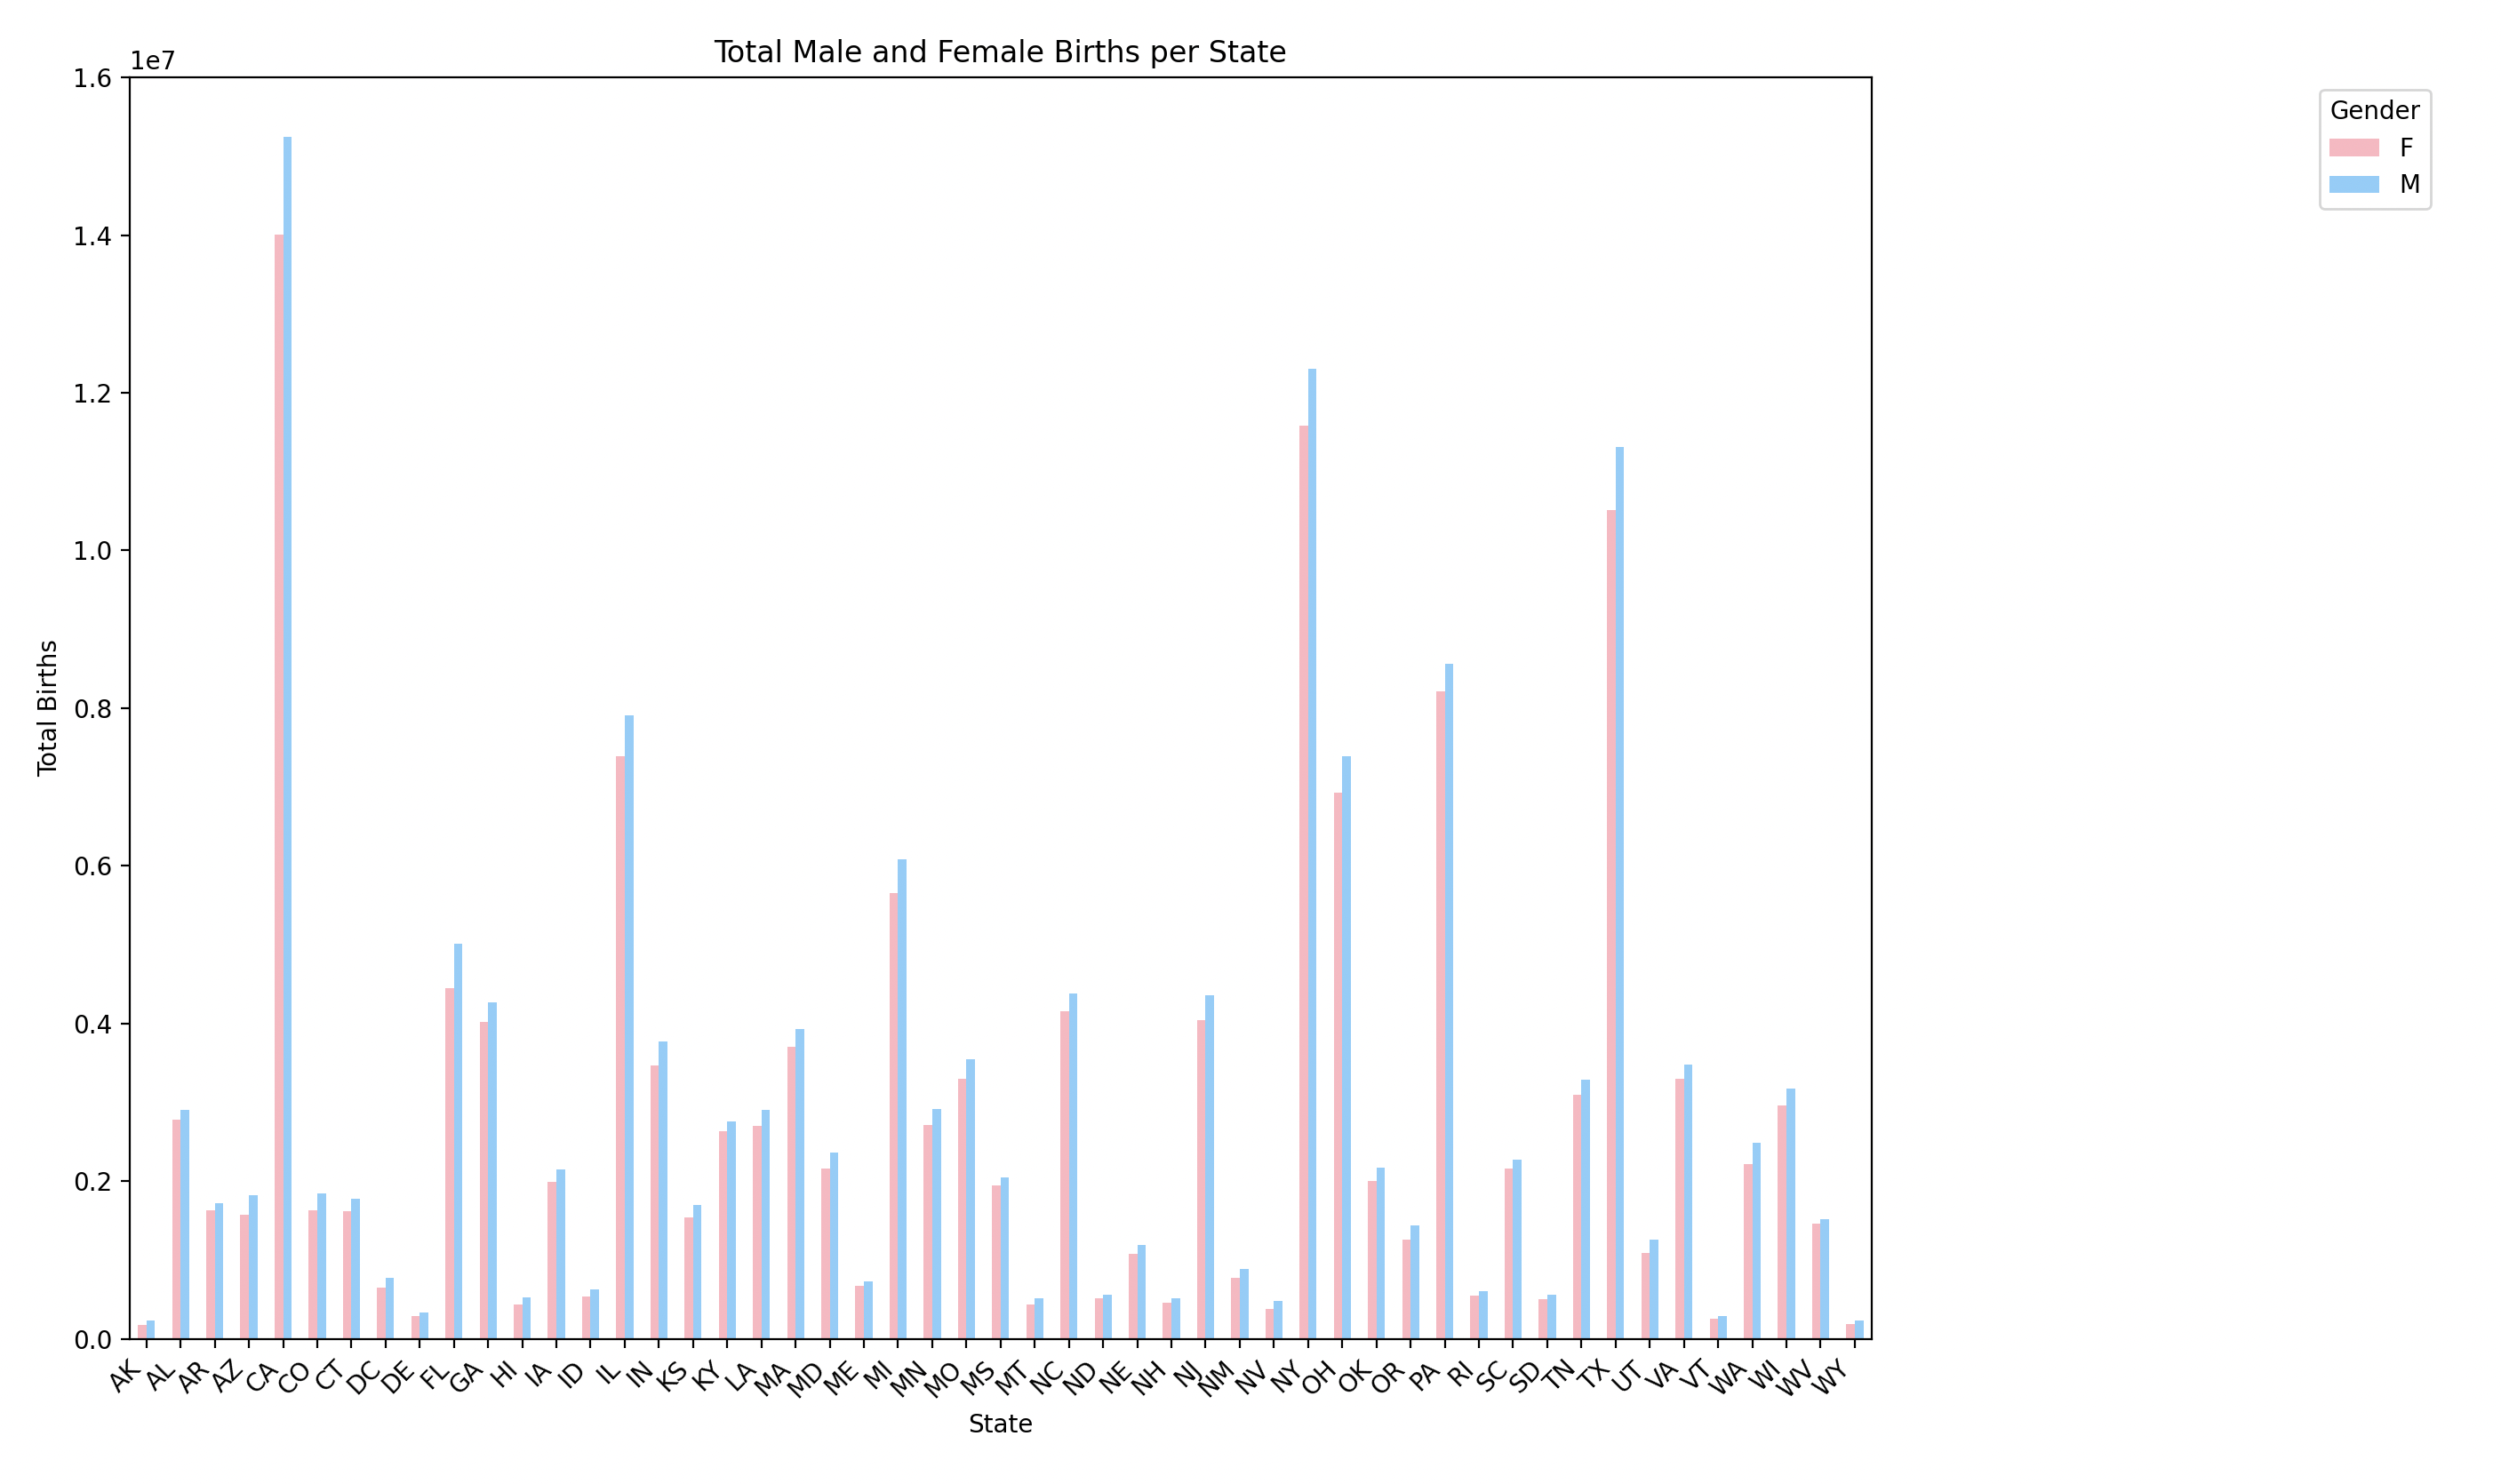 Total Male and Female Births per State
1e7
1.6
1.4
1.2
1.0
0.8
0.6
0.4
0.2
0.0
Total Births
AK AL AR AZ CA CO CT DC DE FL GA HI IA ID IL IN KS KY LA MA MD ME MI MN MO MS MT NC ND NE NH NJ NM NV NY OH OK OR PA RI SC SD TN TX UT VA VT WA WI WV WY
State
Gender
F
M